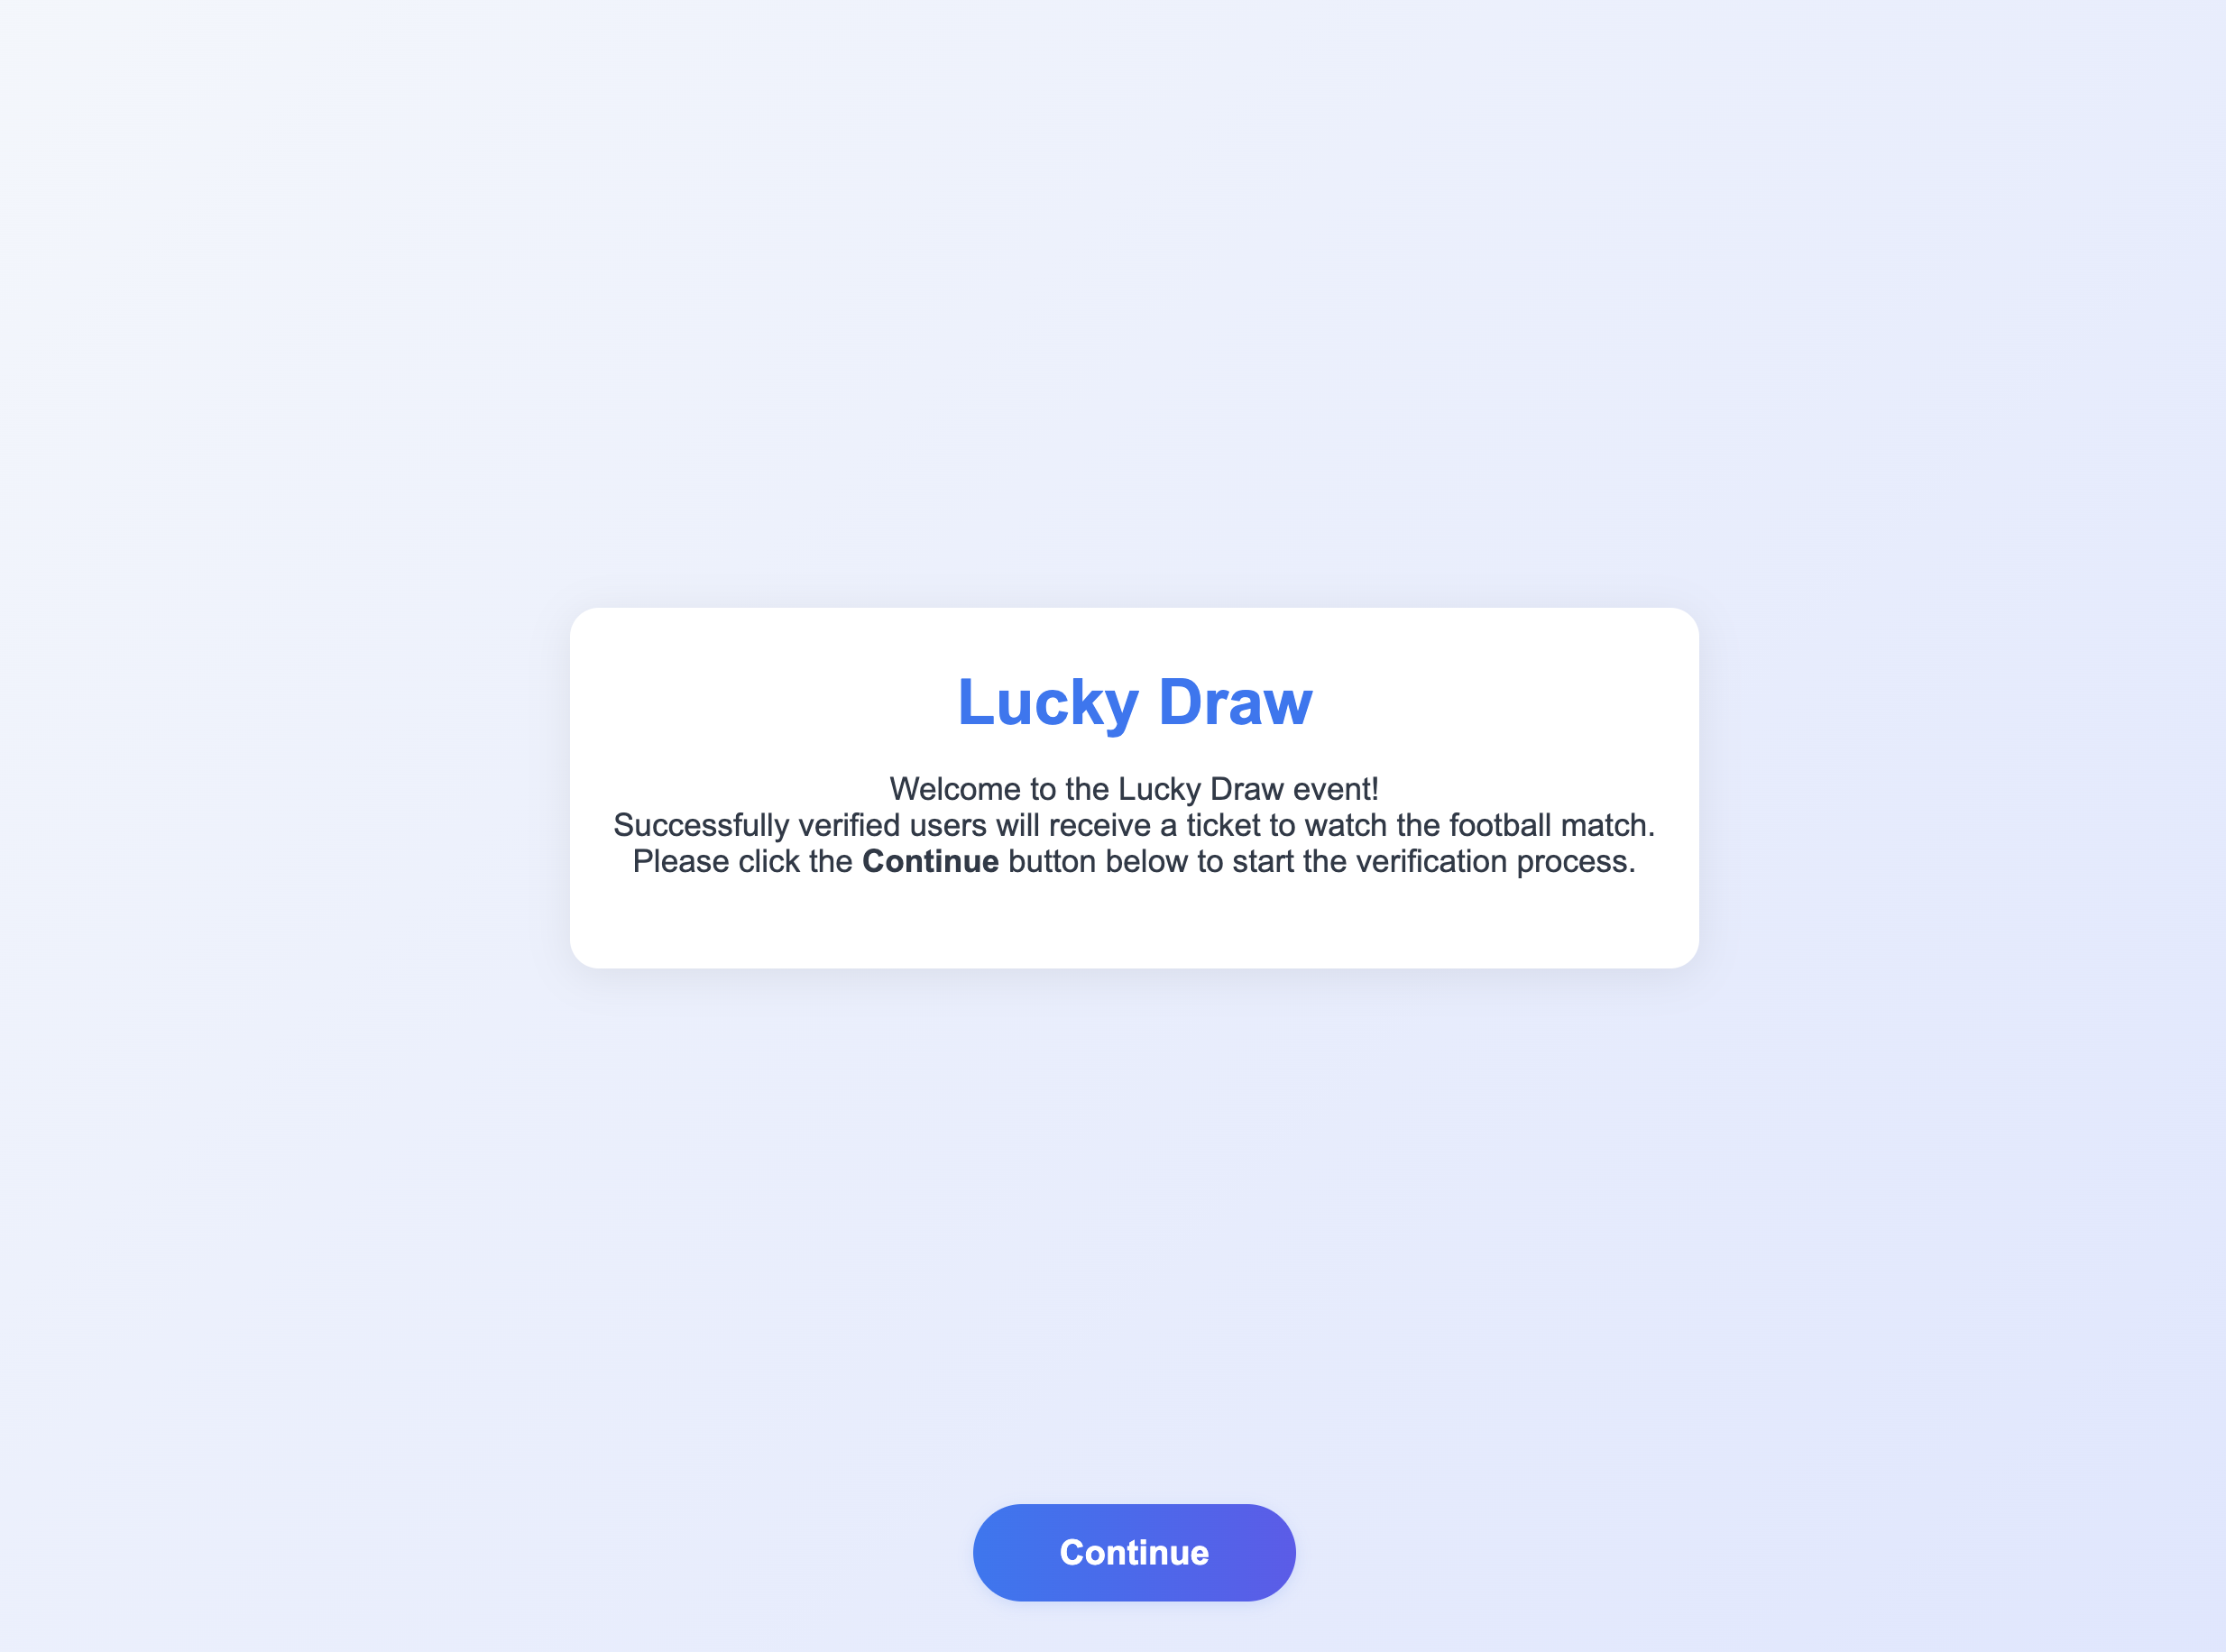 Lucky Draw
Welcome to the Lucky Draw event!
Successfully verified users will receive a ticket to watch the football match.
Please click the Continue button below to start the verification process.
Continue